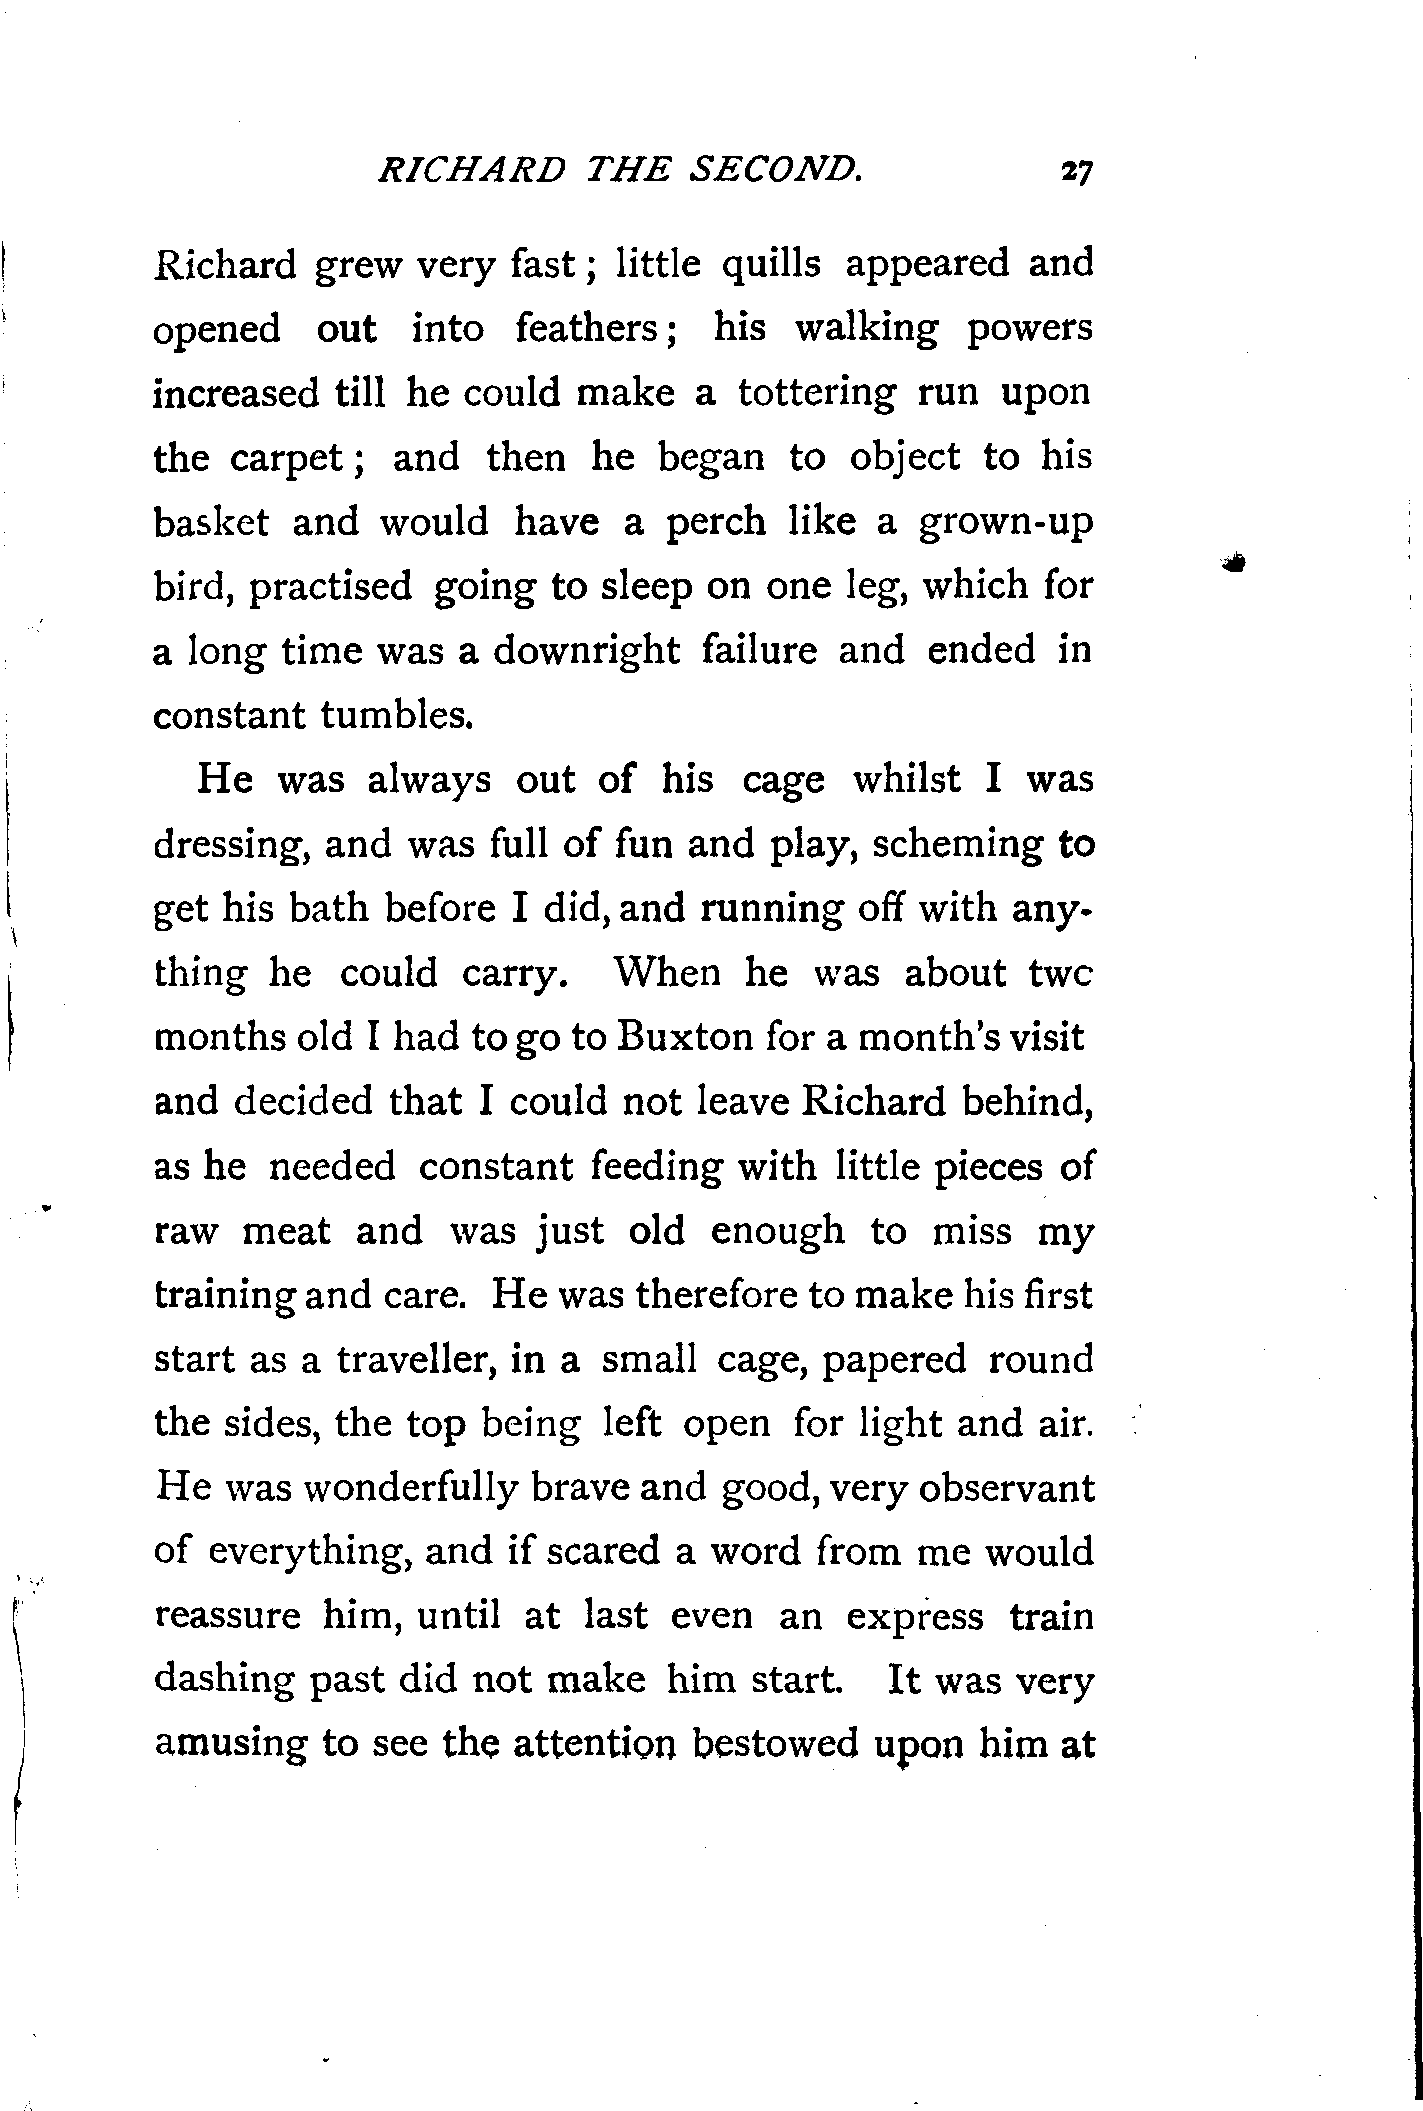 RICHARD THE SECOND. 27
Richard grew very fast; little quills appeared and
opened out into feathers; his walking powers
increased till he could make a tottering run upon
the carpet; and then he began to object to his
basket and would have a perch like a grown-up
bird, practised going to sleep on one leg, which for
a long time was a downright failure and ended in
constant tumbles.
He was always out of his cage whilst I was
dressing, and was full of fun and play, scheming to
get his bath before I did, and running off with any-
thing he could carry. When he was about two
months old I had to go to Buxton for a month's visit
and decided that I could not leave Richard behind,
as he needed constant feeding with little pieces of
raw meat and was just old enough to miss my
training and care. He was therefore to make his first
start as a traveller, in a small cage, papered round
the sides, the top being left open for light and air.
He was wonderfully brave and good, very observant
of everything, and if scared a word from me would
reassure him, until at last even an express train
dashing past did not make him start. It was very
amusing to see the attention bestowed upon him at